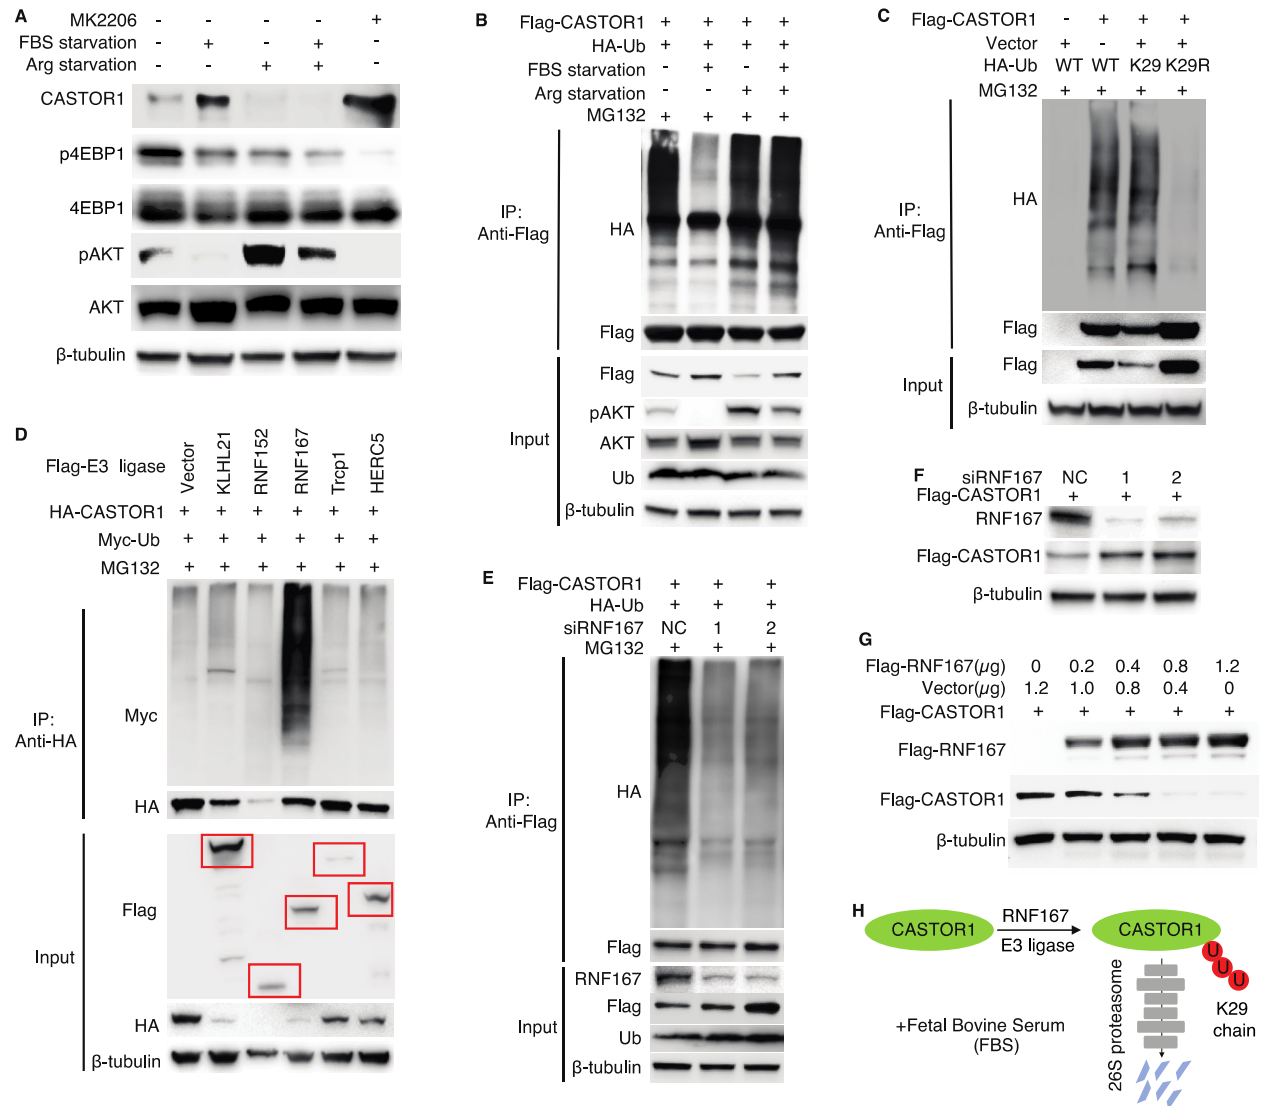 A
MK2206 - - - - +
FBS starvation - + - + -
Arg starvation - - + + -
CASTOR1
p4EBP1
4EBP1
pAKT
AKT
β-tubulin
B
Flag-CASTOR1 + + + +
HA-Ub + + + +
FBS starvation - + - +
Arg starvation - - + +
MG132 + + + +
IP:
Anti-Flag
HA
Flag
Input
Flag
pAKT
AKT
Ub
β-tubulin
C
Flag-CASTOR1 - + + +
Vector + - + +
HA-Ub WT WT K29 K29R
MG132 + + + +
IP:
Anti-Flag
HA
Flag
Input
Flag
β-tubulin
D
Flag-E3 ligase Vector KLHL21 RNF152 RNF167 Trcp1 HERC5
HA-CASTOR1 + + + + + +
Myc-Ub + + + + + +
MG132 + + + + + +
IP:
Anti-HA
Myc
HA
Input
Flag
HA
β-tubulin
E
Flag-CASTOR1 + + +
HA-Ub + + +
siRNF167 NC 1 2
MG132 + + +
IP:
Anti-Flag
HA
Flag
Input
RNF167
Flag
Ub
β-tubulin
F
siRNF167 NC 1 2
Flag-CASTOR1 + + +
RNF167
Flag-CASTOR1
β-tubulin
G
Flag-RNF167(µg) 0 0.2 0.4 0.8 1.2
Vector(µg) 1.2 1.0 0.8 0.4 0
Flag-CASTOR1 + + + + +
Flag-RNF167
Flag-CASTOR1
β-tubulin
H
CASTOR1
RNF167
E3 ligase
CASTOR1
U
U
U
K29
chain
26S proteasome
+Fetal Bovine Serum
(FBS)